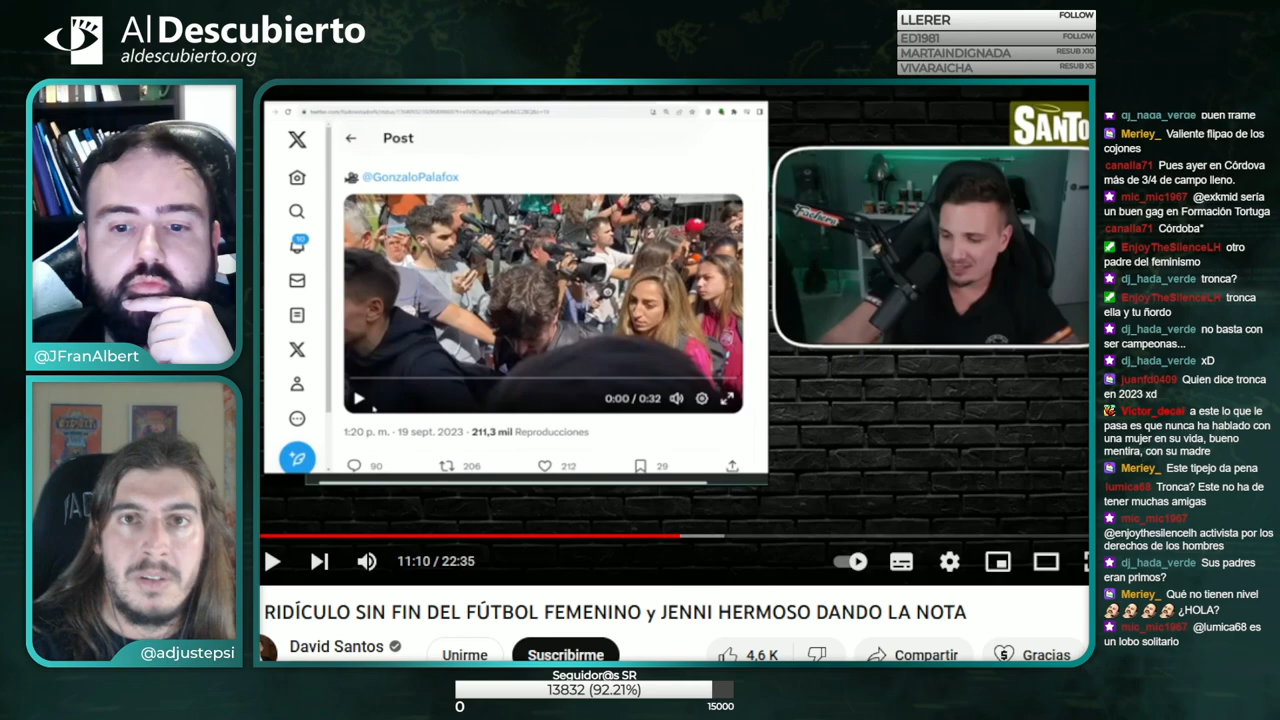 Al Descubierto
aldescubierto.org
LLERER FOLLOW
ED1981 FOLLOW
MARTAINDIGNADA RESUB X10
VIVARAICHA RESUB X5
@JFranAlbert
@adjustepsi
Post
@GonzaloPalafox
10
0:00 / 0:32
1:20 p. m. · 19 sept. 2023 · 211,3 mil Reproducciones
90 206 212 29
SANTO
11:10 / 22:35
RIDÍCULO SIN FIN DEL FÚTBOL FEMENINO y JENNI HERMOSO DANDO LA NOTA
David Santos
Unirme
Suscribirme
4,6 K
Compartir
Gracias
Seguidor@s SR
13832 (92.21%)
0
15000
dj_hada_verde buen frame
Merley_ Valiente flipao de los
cojones
canalla71 Pues ayer en Córdova
más de 3/4 de campo lleno.
mic_mic1967 @exkmid sería
un buen gag en Formación Tortuga
canalla71 Córdoba*
EnjoyTheSilenceLH otro
padre del feminismo
dj_hada_verde tronca?
EnjoyTheSilenceLH tronca
ella y tu ñordo
dj_hada_verde no basta con
ser campeonas...
dj_hada_verde xD
juanfd0409 Quien dice tronca
en 2023 xd
Victor_decai a este lo que le
pasa es que nunca ha hablado con
una mujer en su vida, bueno
mentira, con su madre
Merley_ Este tipejo da pena
lumica68 Tronca? Este no ha de
tener muchas amigas
mic_mic1967
@enjoythesilencelh activista por los
derechos de los hombres
dj_hada_verde Sus padres
eran primos?
Merley_ Qué no tienen nivel
¿HOLA?
mic_mic1967 @lumica68 es
un lobo solitario